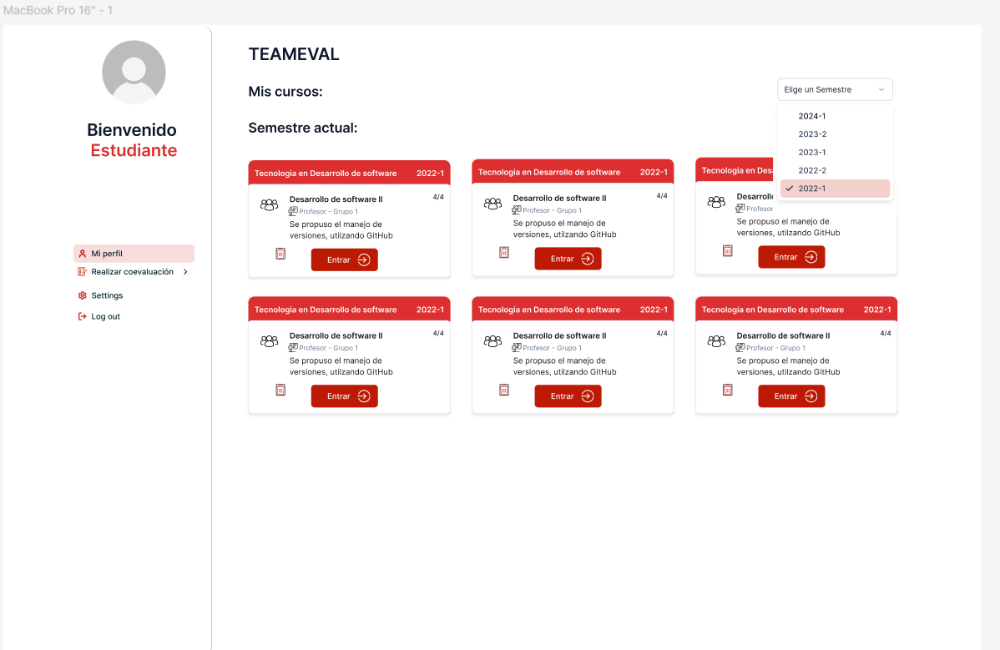 MacBook Pro 16" - 1
Bienvenido
Estudiante
Mi perfil
Realizar coevaluación
Settings
Log out
TEAMEVAL
Mis cursos:
Semestre actual:
Elige un Semestre
2024-1
2023-2
2023-1
2022-2
2022-1
Tecnologia en Desarrollo de software 2022-1
Desarrollo de software II 4/4
Profesor - Grupo 1
Se propuso el manejo de
versiones, utilzando GitHub
Entrar
Tecnologia en Desarrollo de software 2022-1
Desarrollo de software II 4/4
Profesor - Grupo 1
Se propuso el manejo de
versiones, utilzando GitHub
Entrar
Tecnologia en Des
Desarroll
Profesor
Se propuso el manejo de
versiones, utilzando GitHub
Entrar
Tecnologia en Desarrollo de software 2022-1
Desarrollo de software II 4/4
Profesor - Grupo 1
Se propuso el manejo de
versiones, utilzando GitHub
Entrar
Tecnologia en Desarrollo de software 2022-1
Desarrollo de software II 4/4
Profesor - Grupo 1
Se propuso el manejo de
versiones, utilzando GitHub
Entrar
Tecnologia en Desarrollo de software 2022-1
Desarrollo de software II 4/4
Profesor - Grupo 1
Se propuso el manejo de
versiones, utilzando GitHub
Entrar